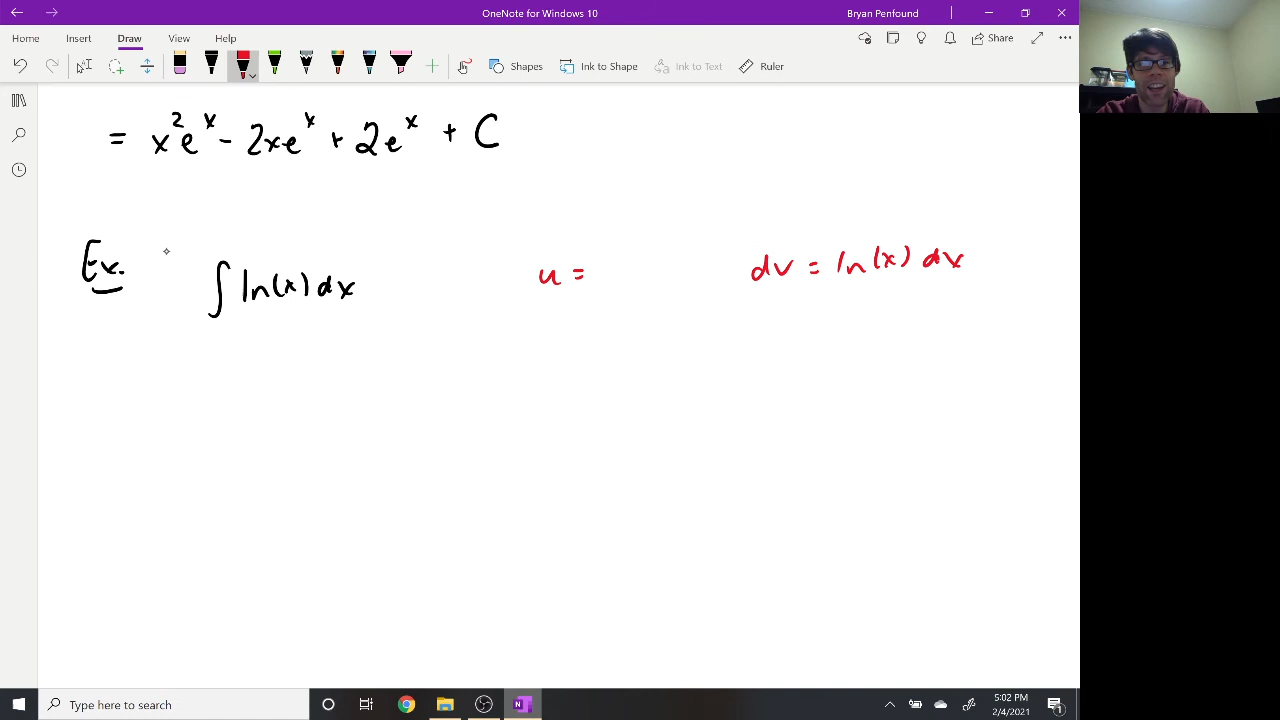 OneNote for Windows 10
Bryan Penfound
Home Insert Draw View Help
Share
Shapes Ink to Shape Ink to Text Ruler
= x²eˣ - 2xeˣ + 2eˣ + C
Ex. ∫ ln(x) dx u = dv = ln(x) dx
Type here to search
N
5:02 PM
2/4/2021
1